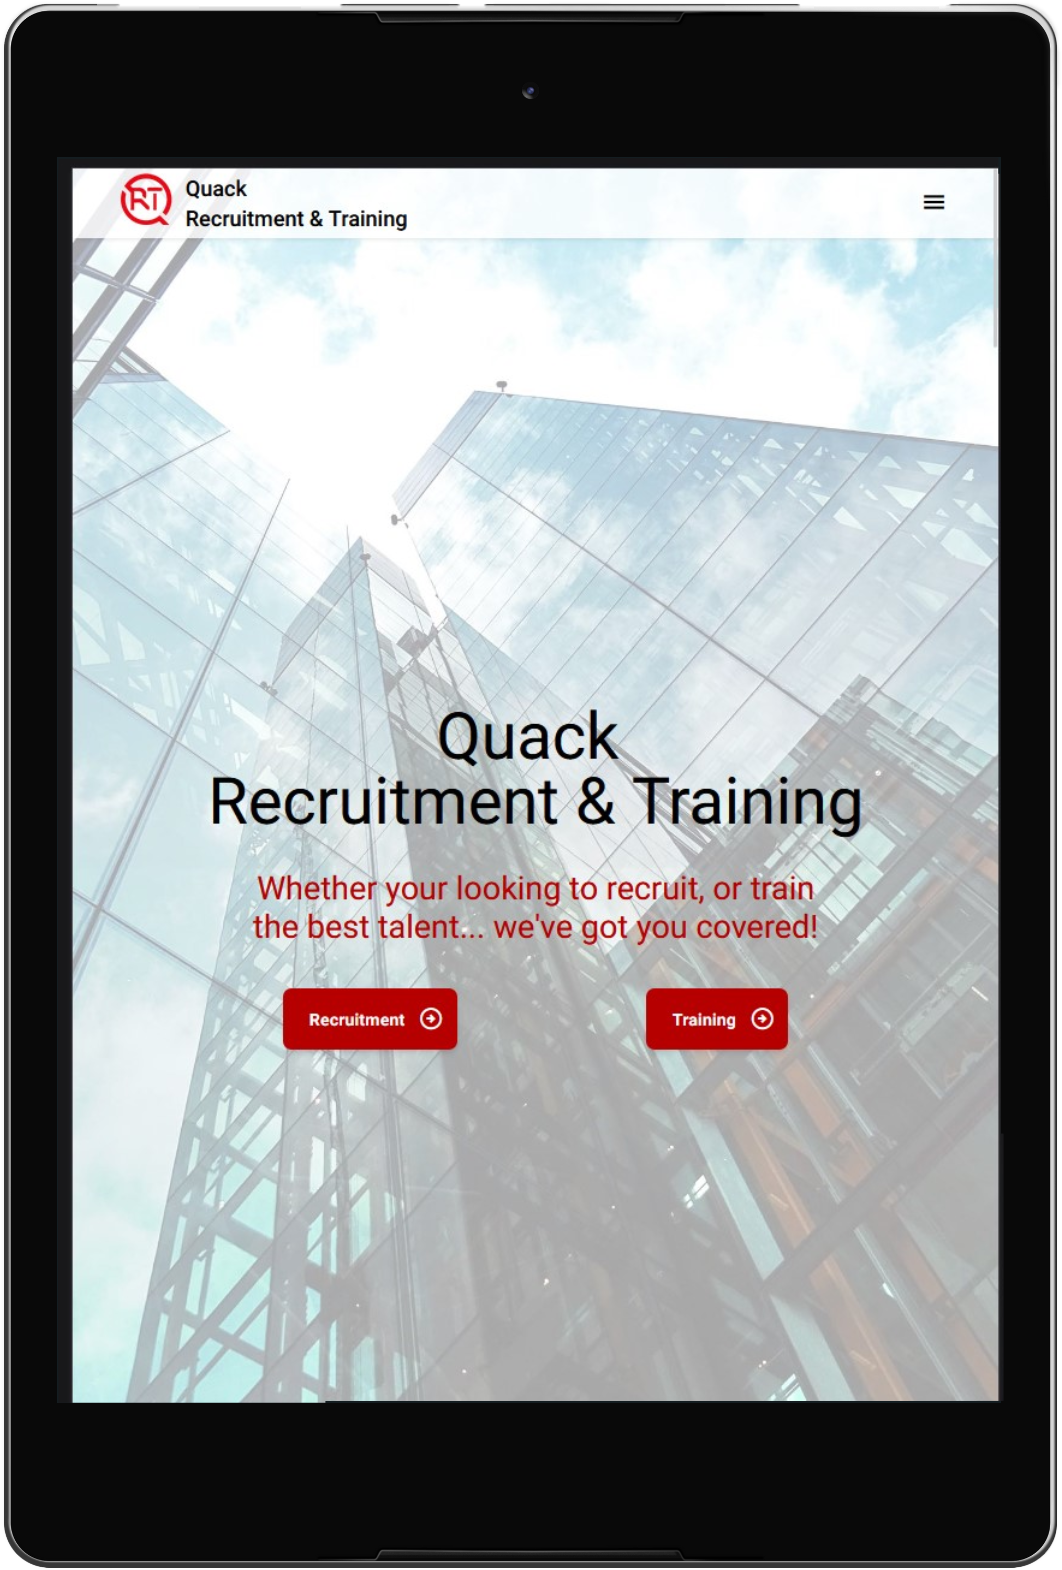 QRT
Quack
Recruitment & Training
Quack
Recruitment & Training
Whether your looking to recruit, or train
the best talent... we've got you covered!
Recruitment
Training